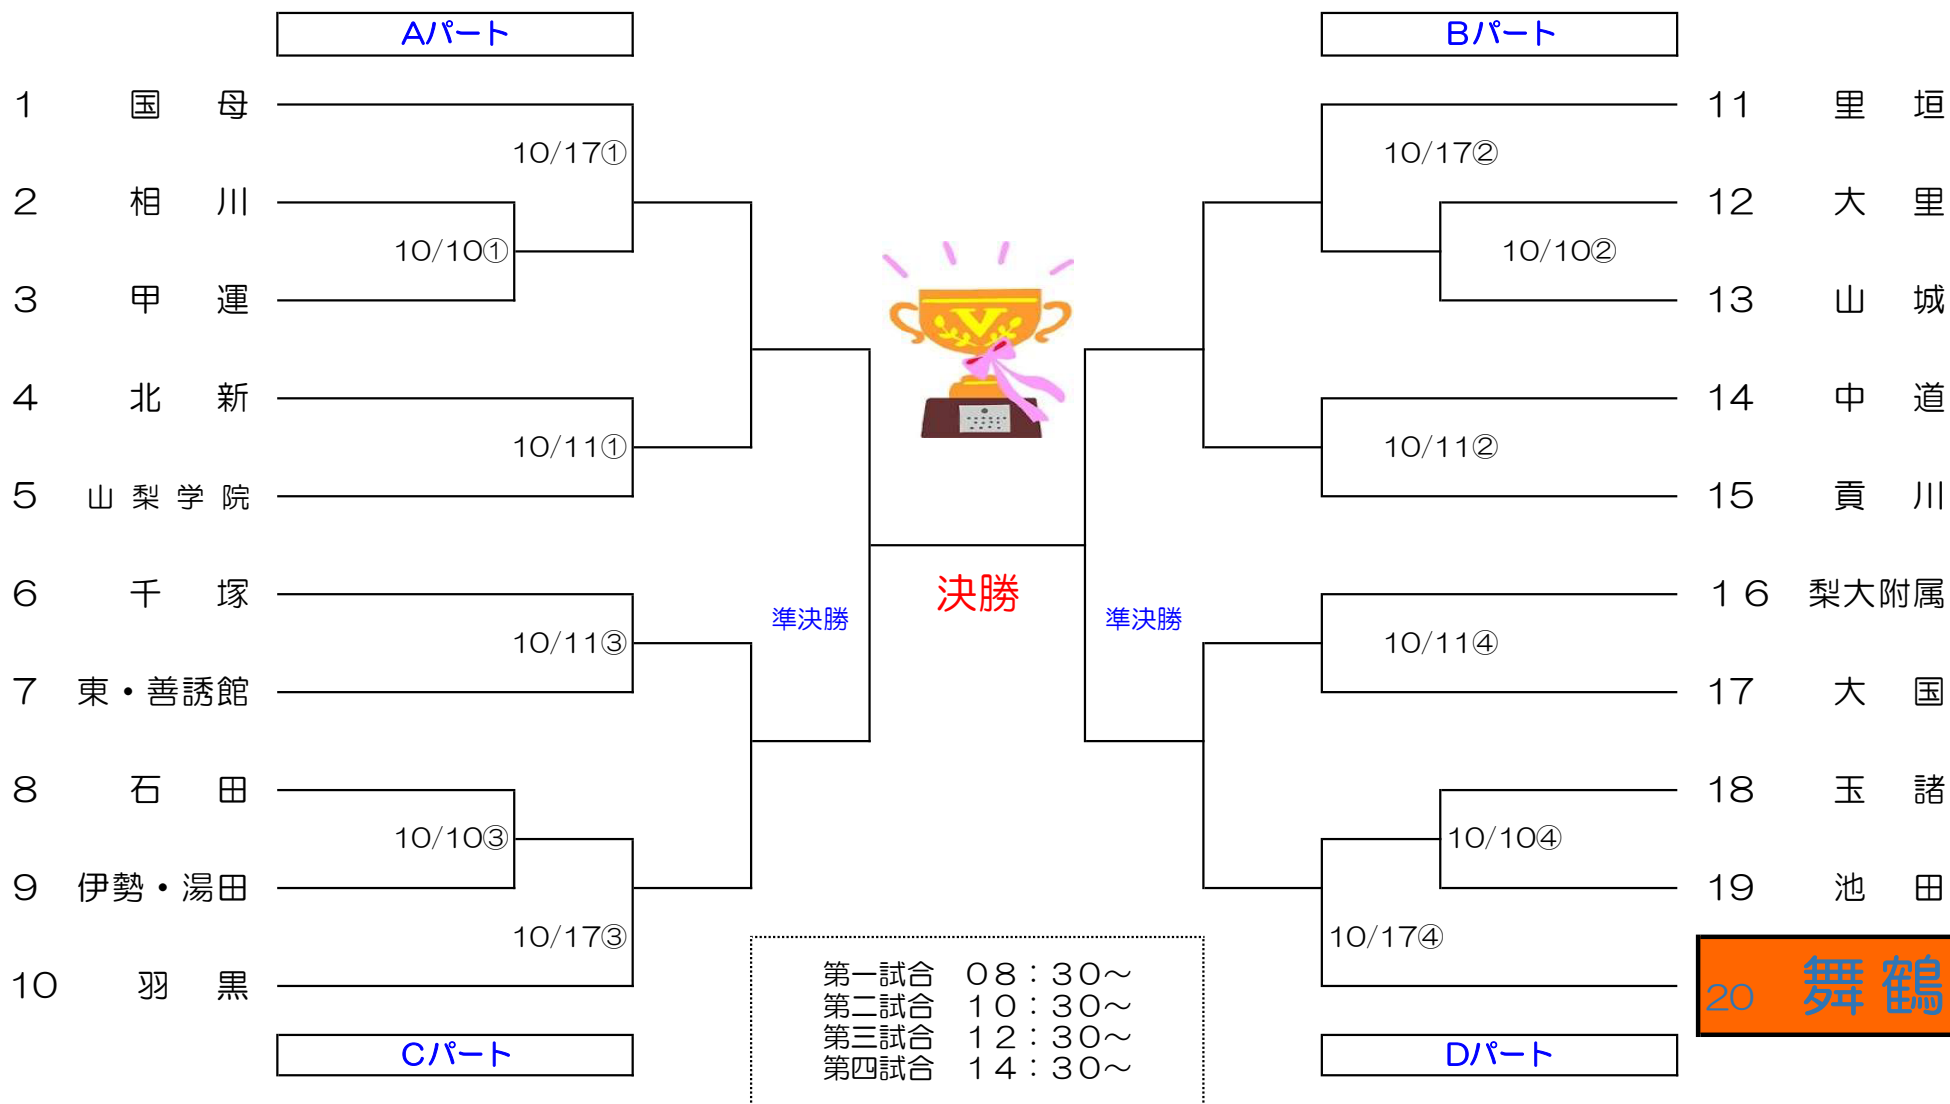 Aパート
Bパート
1 国 母
11 里 垣
10/17①
10/17②
2 相 川
12 大 里
10/10①
10/10②
3 甲 運
13 山 城
V
4 北 新
14 中 道
10/11①
10/11②
5 山 梨 学 院
15 貢 川
6 千 塚
決勝
16 梨大附属
準決勝
準決勝
10/11③
10/11④
7 東・善誘館
17 大 国
8 石 田
18 玉 諸
10/10③
10/10④
9 伊勢・湯田
19 池 田
10/17③
10/17④
10 羽 黒
20 舞 鶴
第一試合 08:30~
第二試合 10:30~
第三試合 12:30~
第四試合 14:30~
Cパート
Dパート